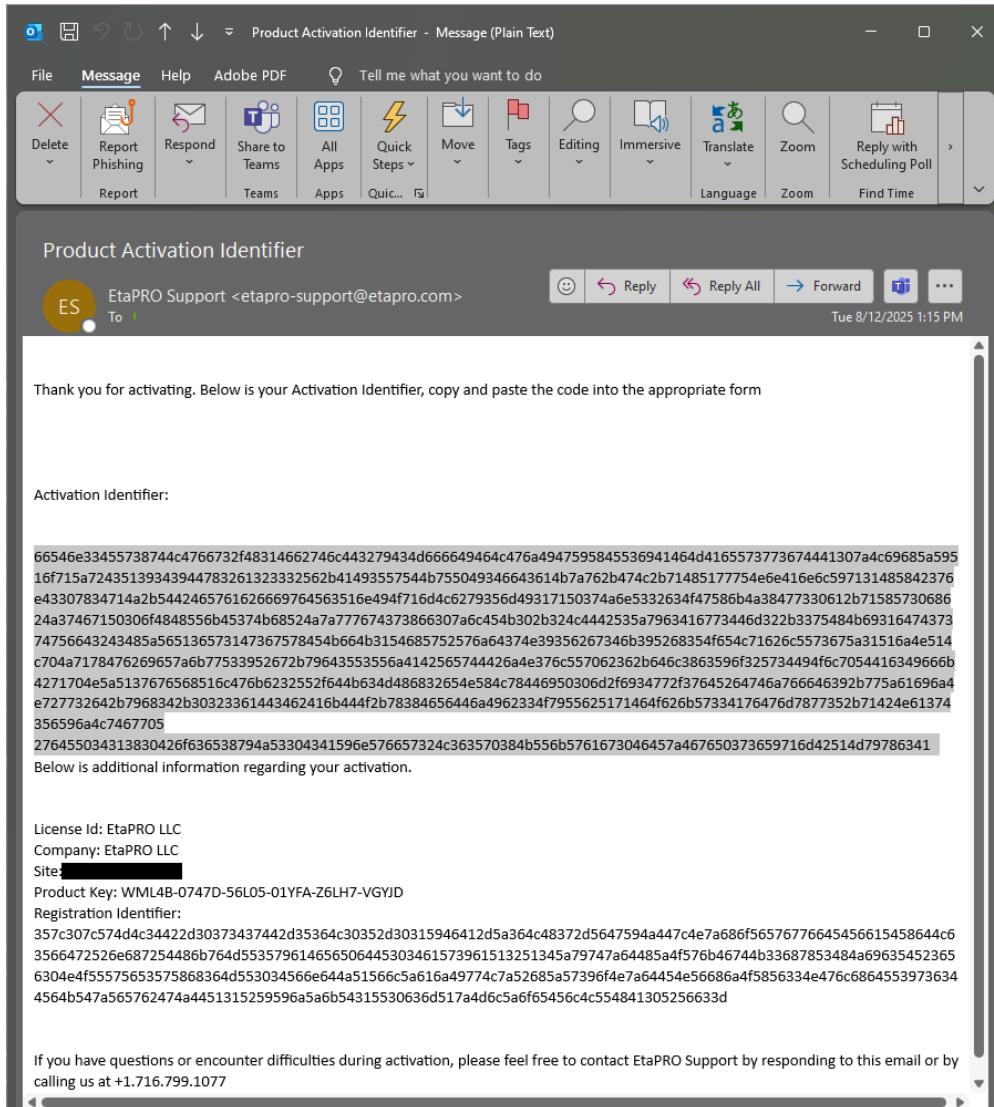 Product Activation Identifier - Message (Plain Text)
File Message Help Adobe PDF Tell me what you want to do
Delete
Report Phishing
Respond
Share to Teams
All Apps
Quick Steps
Move
Tags
Editing
Immersive
Translate
Zoom
Reply with Scheduling Poll
Report Teams Apps Quic... Language Zoom Find Time
Product Activation Identifier
ES
EtaPRO Support <etapro-support@etapro.com>
To
Reply Reply All Forward
Tue 8/12/2025 1:15 PM
Thank you for activating. Below is your Activation Identifier, copy and paste the code into the appropriate form
Activation Identifier:
66546e33455738744c4766732f48314662746c443279434d666649464c476a4947595845536941464d4165573773674441307a4c69685a595
16f715a72435139343944783261323332562b41493557544b755049346643614b7a762b474c2b71485177754e6e416e6c597131485842376
e43307834714a2b54424657616266697645635 16e494f716d4c6279356d49317150374a6e5332634f47586b4a38477330612b71585730686
24a37467150306f4848556b45374b68524a7a777674373866307a6c454b302b324c4442535a7963416773446d322b3375484b69316474373
74756643243485a565136573147367578454b664b3154685752576a64374e39356267346b395268354f654c71626c5573675a31516a4e514
c704a7178476269657a6b77533952672b79643553556a4142565744426a4e376c557062362b646c3863596f325734494f6c7054416349666b
4271704e5a5137676568516c476b6232552f644b634d486832654e584c78446950306d2f6934772f37645264746a766646392b775a61696a4
e727732642b7968342b30323361443462416b444f2b78384656446a4962334f7955625171464f626b57334176476d7877352b71424e61374
356596a4c7467705
276455034313830426f636538794a53304341596e576657324c363570384b556b5761673046457a467650373659716d42514d79786341
Below is additional information regarding your activation.
License Id: EtaPRO LLC
Company: EtaPRO LLC
Site:
Product Key: WML4B-0747D-56L05-01YFA-Z6LH7-VGYJD
Registration Identifier:
357c307c574d4c34422d30373437442d35364c30352d30315946412d5a364c48372d5647594a447c4e7a686f56576776645456615458644c6
3566472526e687254486b764d55357961465650644530346157396151325134 5a79747a64485a4f576b46744b33687853484a69635452365
6304e4f55575653575868364d553034566e644a51566c5a616a49774c7a52685a57396f4e7a64454e56686a4f5856334e476c68645539736 34
4564b547a565762474a4451315259596a5a6b54315530636d517a4d6c5a6f65456c4c554841305256633d
If you have questions or encounter difficulties during activation, please feel free to contact EtaPRO Support by responding to this email or by
calling us at +1.716.799.1077